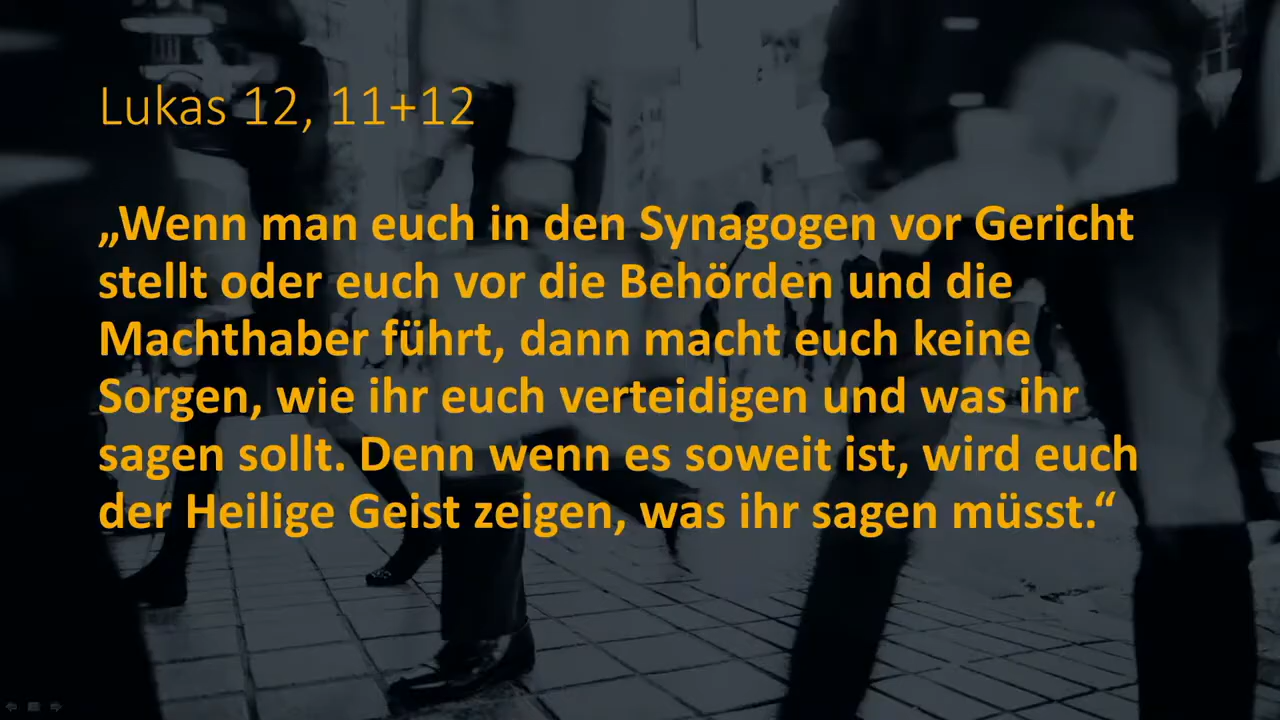 Lukas 12, 11+12
„Wenn man euch in den Synagogen vor Gericht
stellt oder euch vor die Behörden und die
Machthaber führt, dann macht euch keine
Sorgen, wie ihr euch verteidigen und was ihr
sagen sollt. Denn wenn es soweit ist, wird euch
der Heilige Geist zeigen, was ihr sagen müsst.“